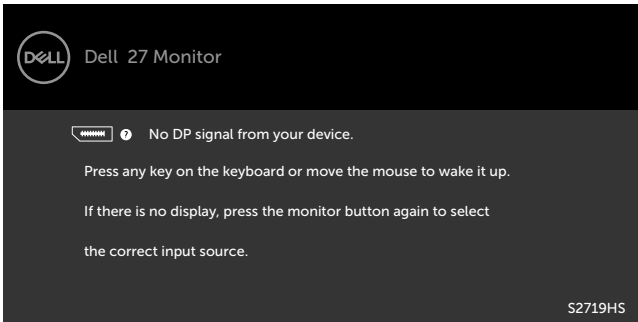 DELL
Dell 27 Monitor
? No DP signal from your device.
Press any key on the keyboard or move the mouse to wake it up.
If there is no display, press the monitor button again to select
the correct input source.
S2719HS